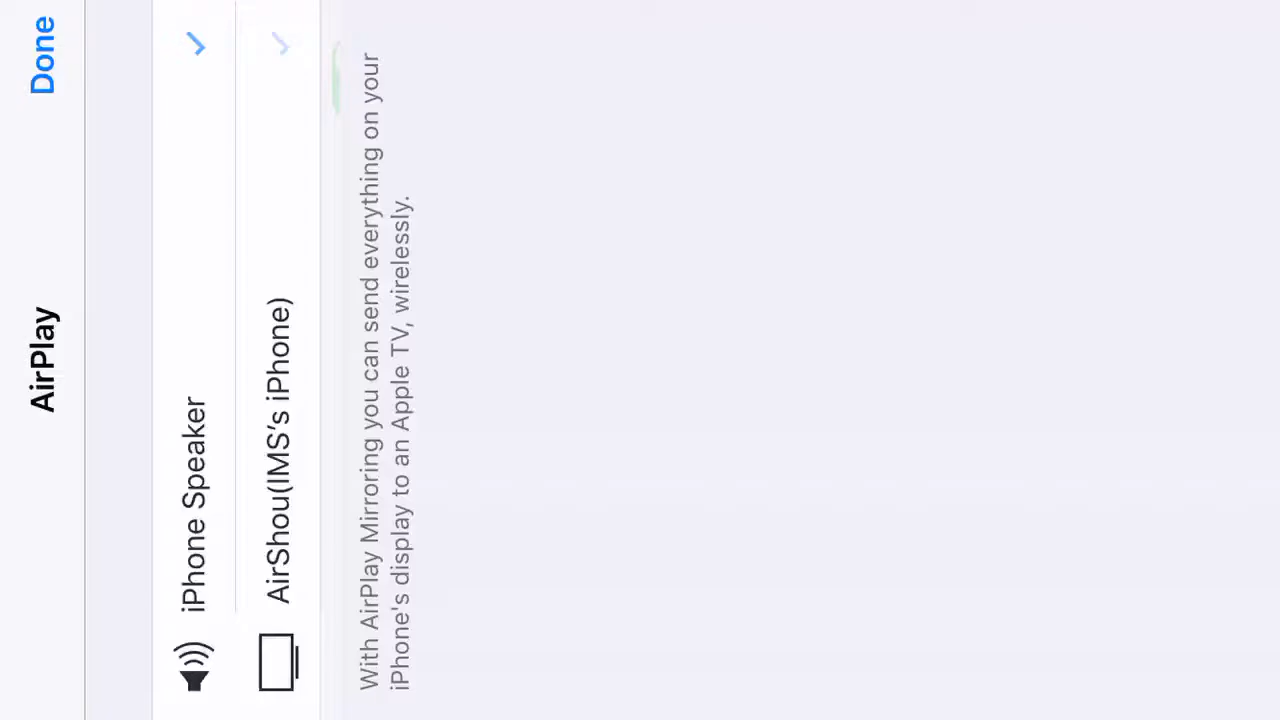 AirPlay
Done
iPhone Speaker
AirShou(IMS's iPhone)
With AirPlay Mirroring you can send everything on your
iPhone's display to an Apple TV, wirelessly.